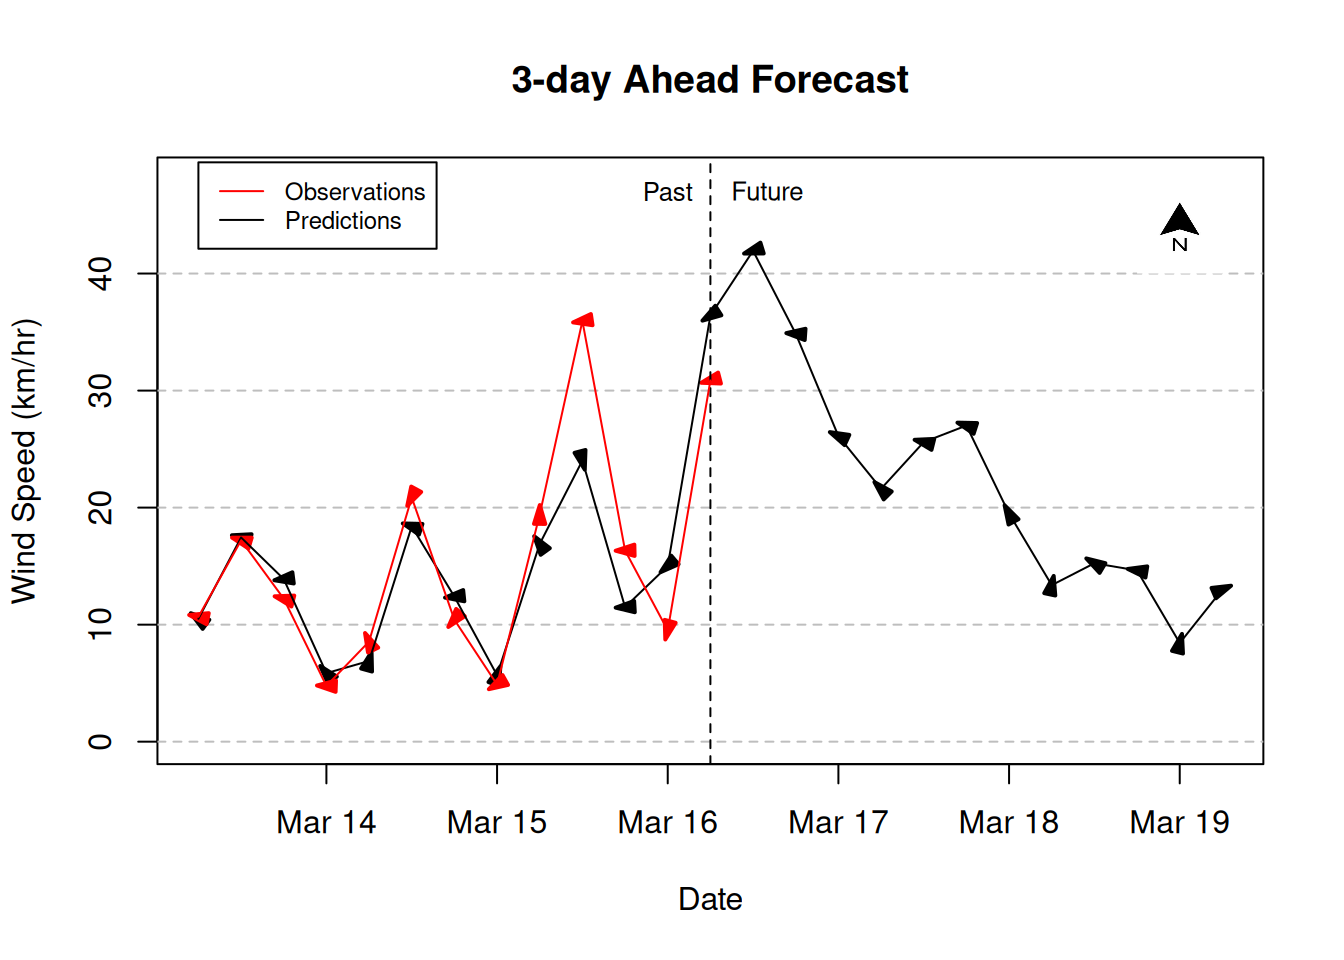 3-day Ahead Forecast
Observations
Predictions
Past
Future
N
Wind Speed (km/hr)
40
30
20
10
0
Mar 14
Mar 15
Mar 16
Mar 17
Mar 18
Mar 19
Date